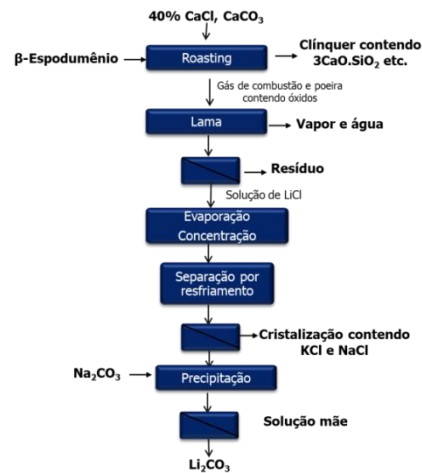 40% CaCl, CaCO₃
β-Espodumênio
Roasting
Clínquer contendo
3CaO.SiO₂ etc.
Gás de combustão e poeira
contendo óxidos
Lama
Vapor e água
Resíduo
Solução de LiCl
Evaporação
Concentração
Separação por
resfriamento
Cristalização contendo
KCl e NaCl
Na₂CO₃
Precipitação
Solução mãe
Li₂CO₃